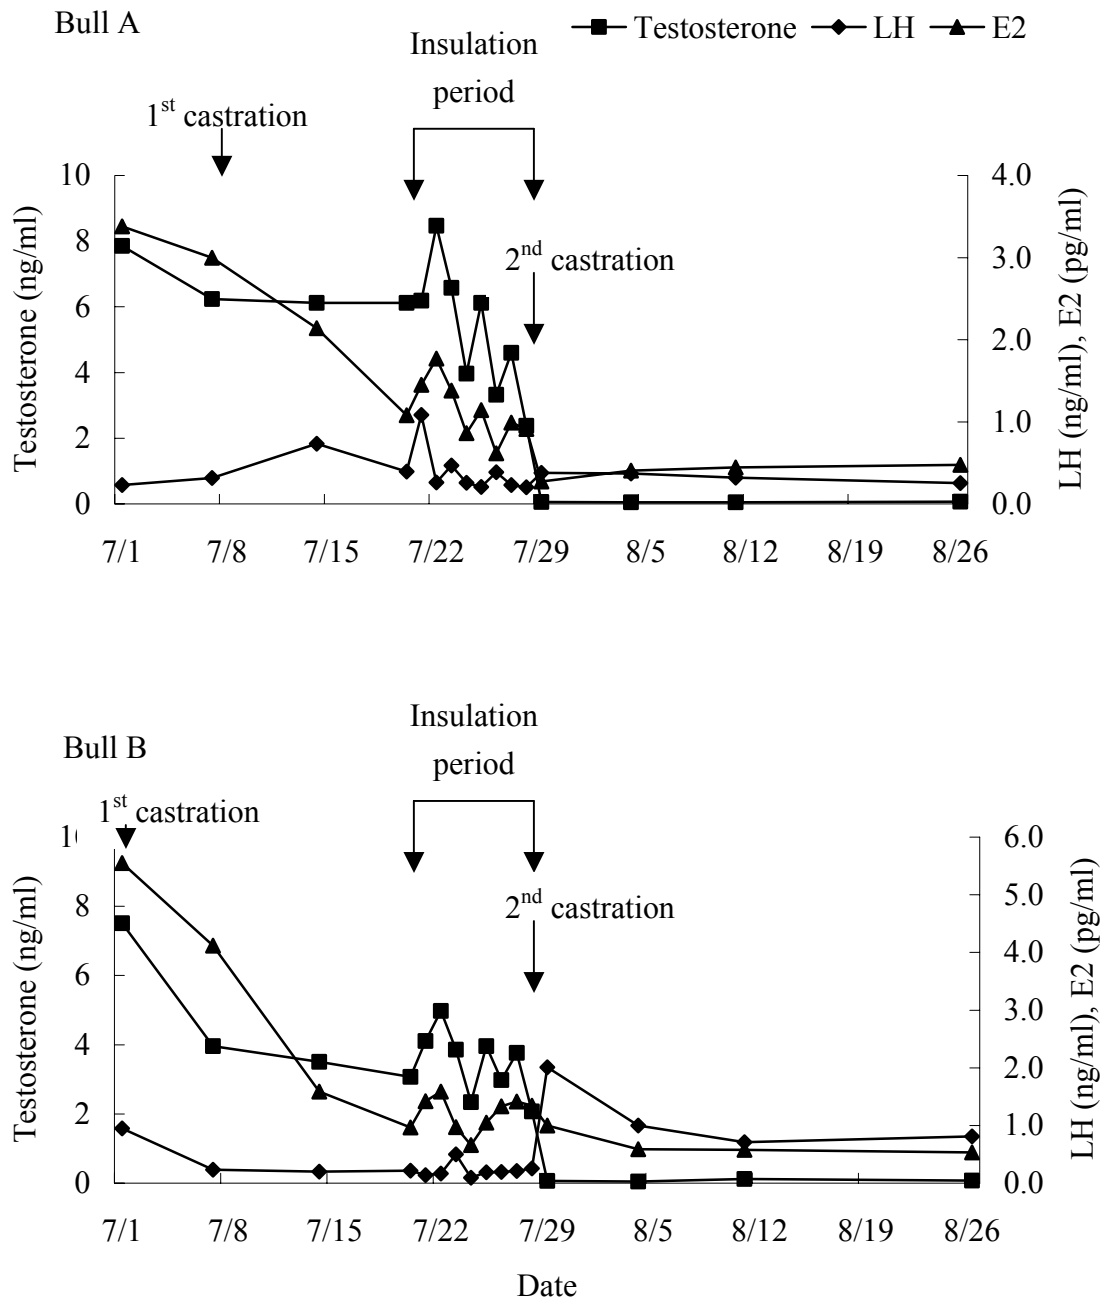 Bull A
Testosterone LH E2
Insulation
period
1st castration
2nd castration
Testosterone (ng/ml)
10
8
6
4
2
0
4.0
3.0
2.0
1.0
0.0
LH (ng/ml), E2 (pg/ml)
7/1 7/8 7/15 7/22 7/29 8/5 8/12 8/19 8/26
Bull B
Insulation
period
1st castration
2nd castration
Testosterone (ng/ml)
8
6
4
2
0
6.0
5.0
4.0
3.0
2.0
1.0
0.0
LH (ng/ml), E2 (pg/ml)
7/1 7/8 7/15 7/22 7/29 8/5 8/12 8/19 8/26
Date